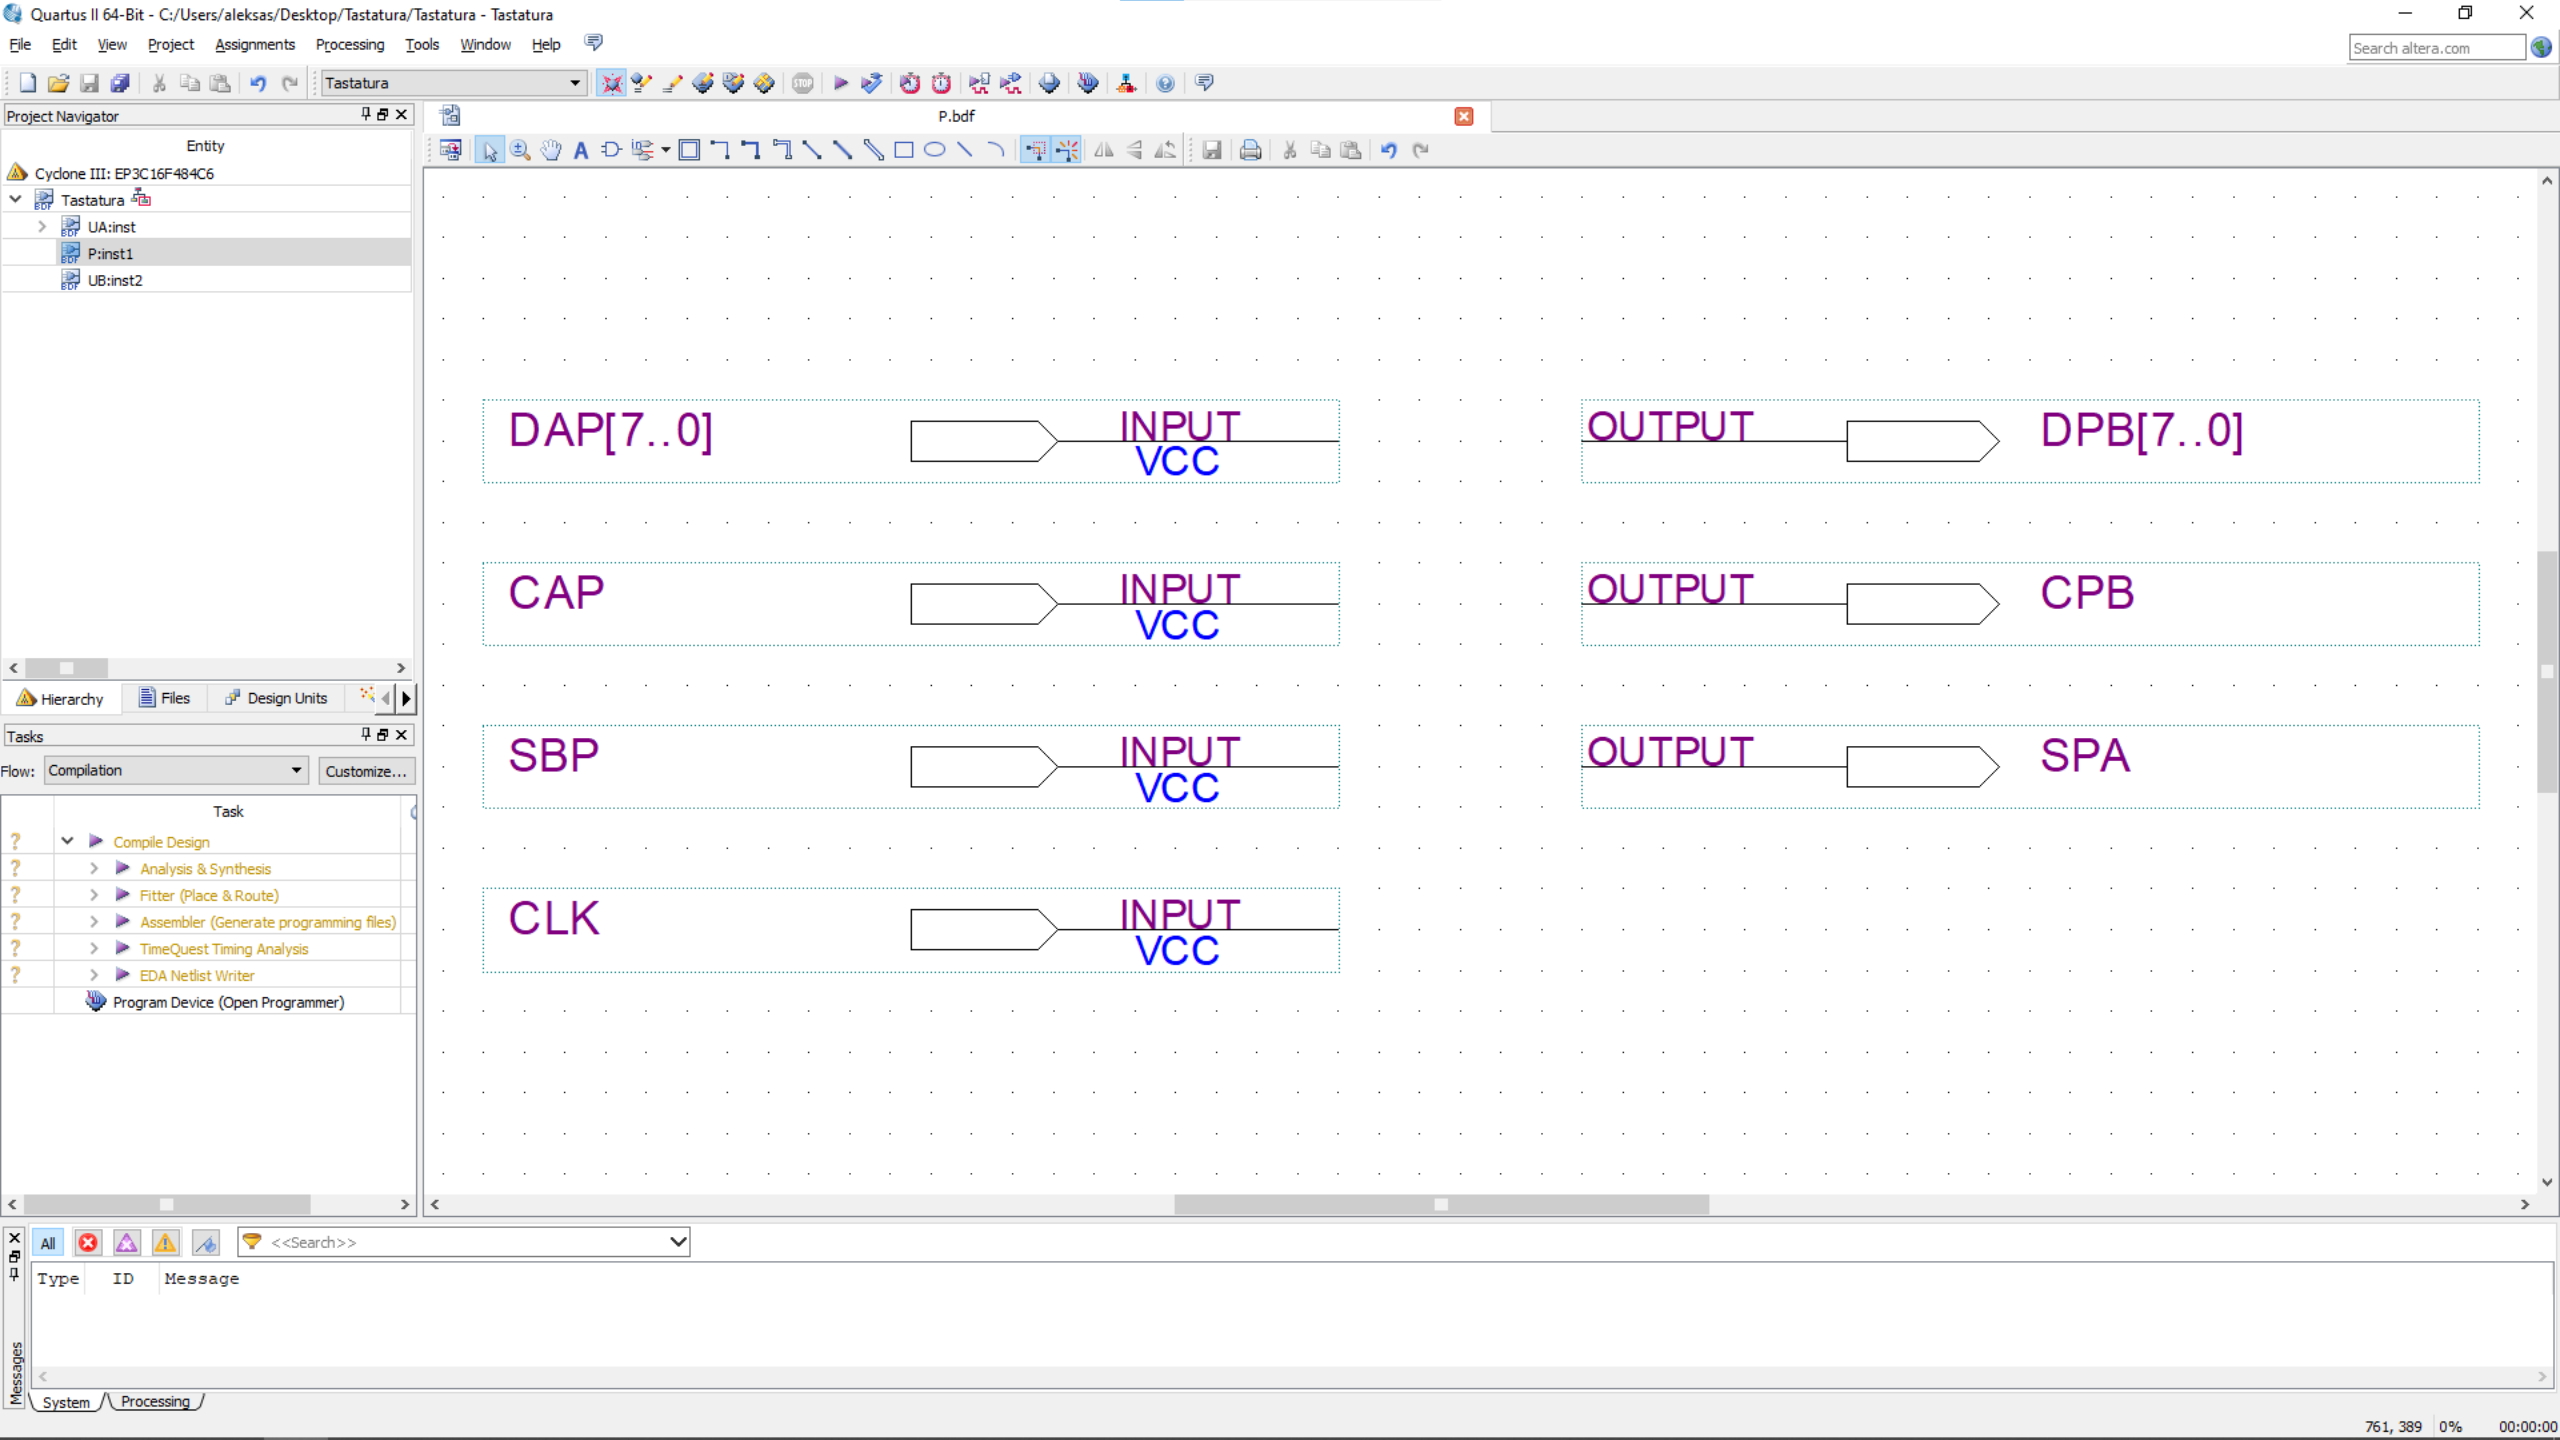 Quartus II 64-Bit - C:/Users/aleksas/Desktop/Tastatura/Tastatura - Tastatura
File Edit View Project Assignments Processing Tools Window Help
Search altera.com
Tastatura
Project Navigator
P.bdf
Entity
Cyclone III: EP3C16F484C6
Tastatura
UA:inst
P:inst1
UB:inst2
DAP[7..0] INPUT VCC
OUTPUT DPB[7..0]
CAP INPUT VCC
OUTPUT CPB
SBP INPUT VCC
OUTPUT SPA
CLK INPUT VCC
Hierarchy Files Design Units
Tasks
Flow: Compilation Customize...
Task
Compile Design
Analysis & Synthesis
Fitter (Place & Route)
Assembler (Generate programming files)
TimeQuest Timing Analysis
EDA Netlist Writer
Program Device (Open Programmer)
All <<Search>>
Type ID Message
Messages
System Processing
761, 389 0% 00:00:00